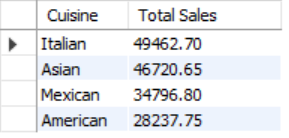 Cuisine Total Sales
Italian 49462.70
Asian 46720.65
Mexican 34796.80
American 28237.75